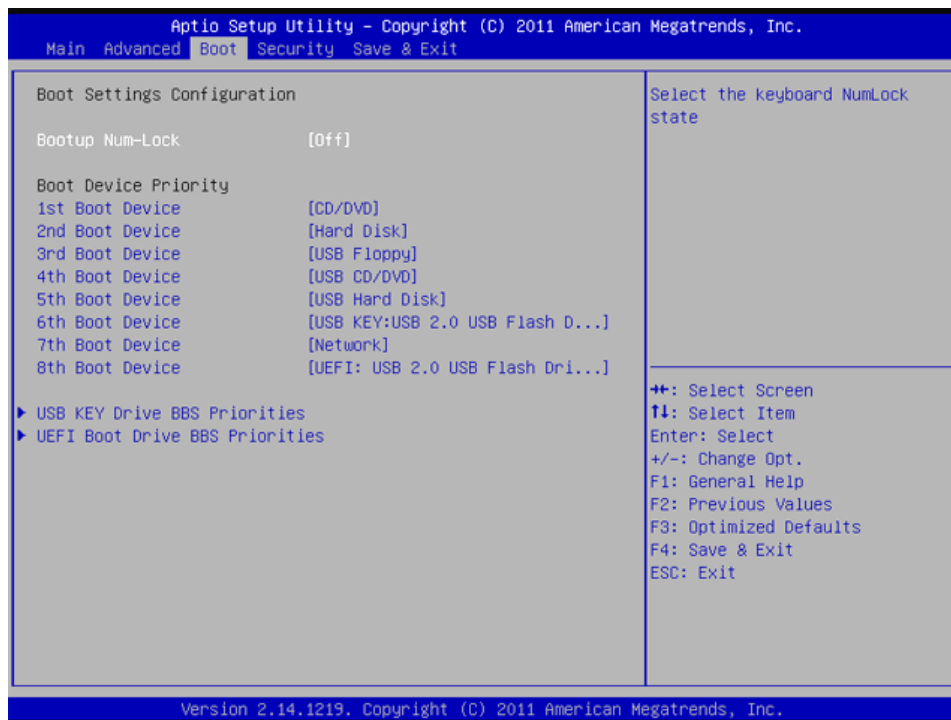 Aptio Setup Utility – Copyright (C) 2011 American Megatrends, Inc.
Main Advanced Boot Security Save & Exit
Boot Settings Configuration
Bootup Num-Lock [Off]
Boot Device Priority
1st Boot Device [CD/DVD]
2nd Boot Device [Hard Disk]
3rd Boot Device [USB Floppy]
4th Boot Device [USB CD/DVD]
5th Boot Device [USB Hard Disk]
6th Boot Device [USB KEY:USB 2.0 USB Flash D...]
7th Boot Device [Network]
8th Boot Device [UEFI: USB 2.0 USB Flash Dri...]
▶ USB KEY Drive BBS Priorities
▶ UEFI Boot Drive BBS Priorities
Select the keyboard NumLock
state
→←: Select Screen
↑↓: Select Item
Enter: Select
+/-: Change Opt.
F1: General Help
F2: Previous Values
F3: Optimized Defaults
F4: Save & Exit
ESC: Exit
Version 2.14.1219. Copyright (C) 2011 American Megatrends, Inc.